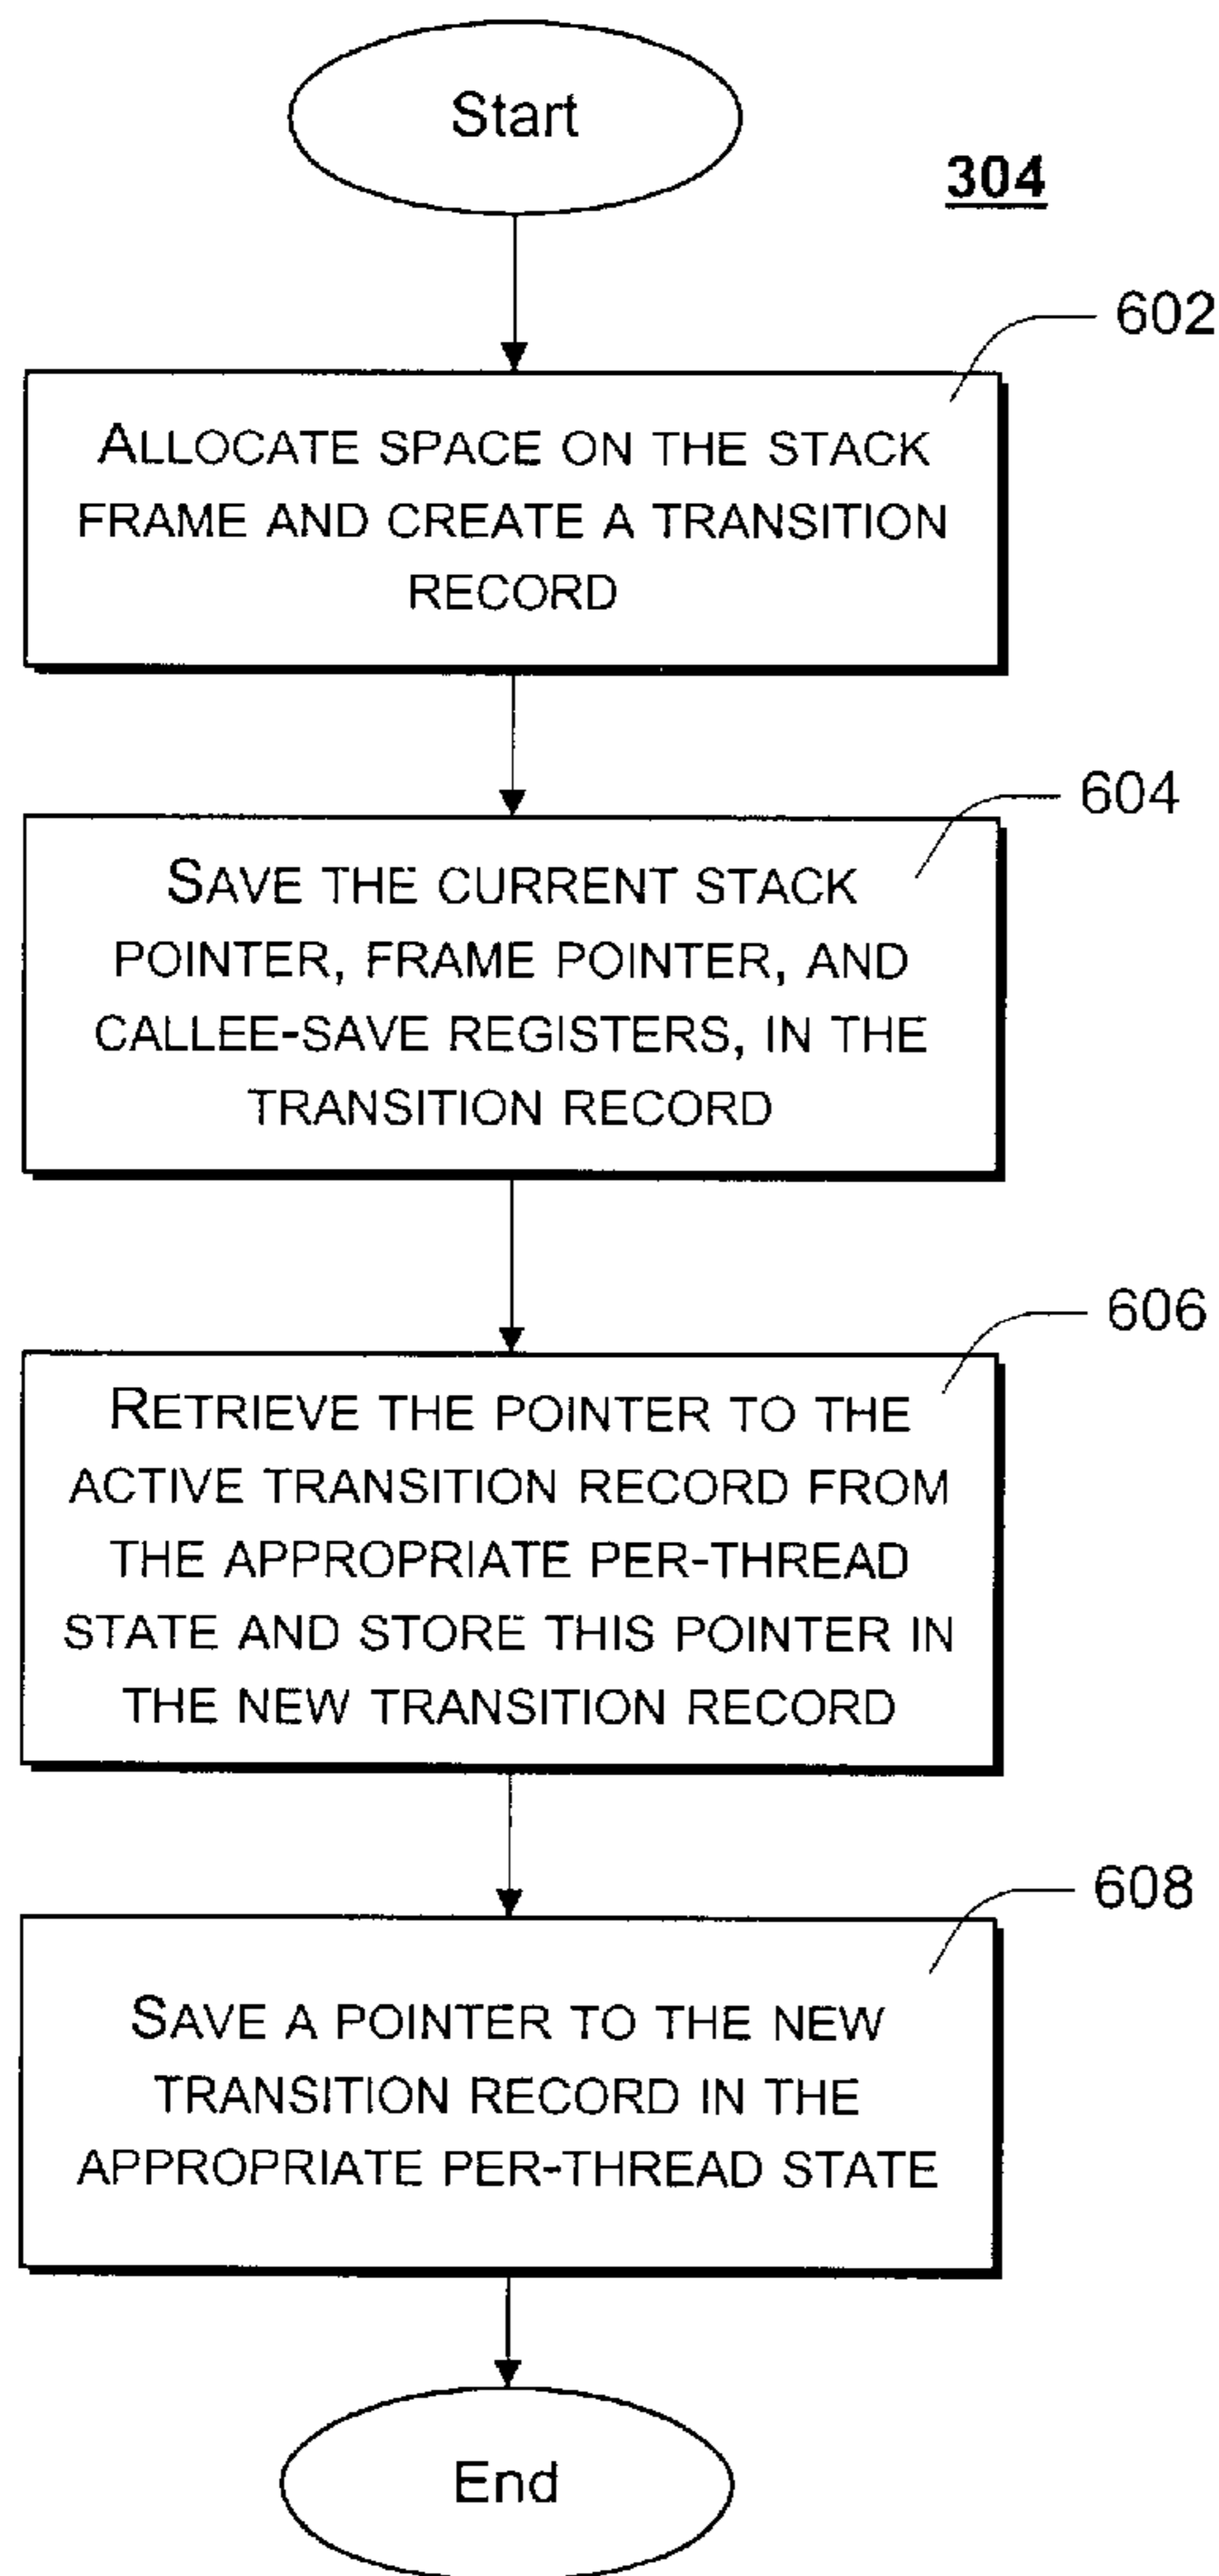 Start
304
602
ALLOCATE SPACE ON THE STACK
FRAME AND CREATE A TRANSITION
RECORD
604
SAVE THE CURRENT STACK
POINTER, FRAME POINTER, AND
CALLEE-SAVE REGISTERS, IN THE
TRANSITION RECORD
606
RETRIEVE THE POINTER TO THE
ACTIVE TRANSITION RECORD FROM
THE APPROPRIATE PER-THREAD
STATE AND STORE THIS POINTER IN
THE NEW TRANSITION RECORD
608
SAVE A POINTER TO THE NEW
TRANSITION RECORD IN THE
APPROPRIATE PER-THREAD STATE
End